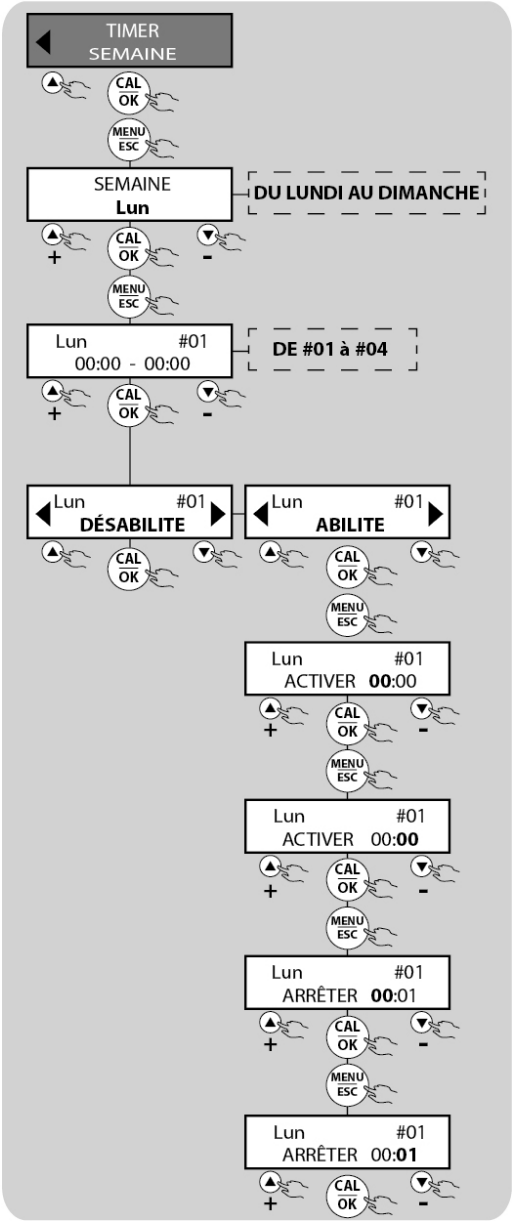 TIMER
SEMAINE
CAL
OK
MENU
ESC
SEMAINE
Lun
DU LUNDI AU DIMANCHE
+
CAL
OK
-
MENU
ESC
Lun #01
00:00 - 00:00
DE #01 à #04
+
CAL
OK
-
Lun #01
DÉSABILITE
Lun #01
ABILITE
CAL
OK
CAL
OK
MENU
ESC
Lun #01
ACTIVER 00:00
+
CAL
OK
-
MENU
ESC
Lun #01
ACTIVER 00:00
+
CAL
OK
-
MENU
ESC
Lun #01
ARRÊTER 00:01
+
CAL
OK
-
MENU
ESC
Lun #01
ARRÊTER 00:01
+
CAL
OK
-